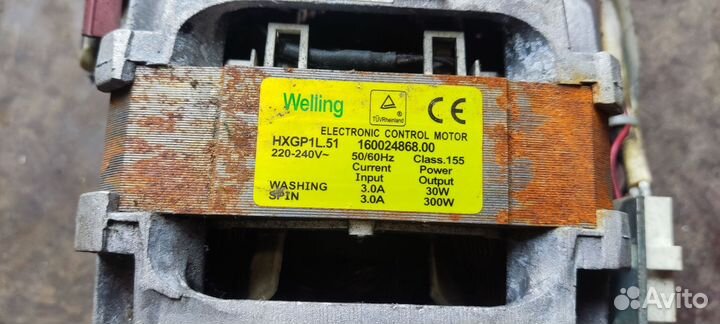 Welling
TÜVRheinland ®
CE
ELECTRONIC CONTROL MOTOR
HXGP1L.51 160024868.00
220-240V~ 50/60Hz Class.155
Current Power
Input Output
WASHING 3.0A 30W
SPIN 3.0A 300W
Avito